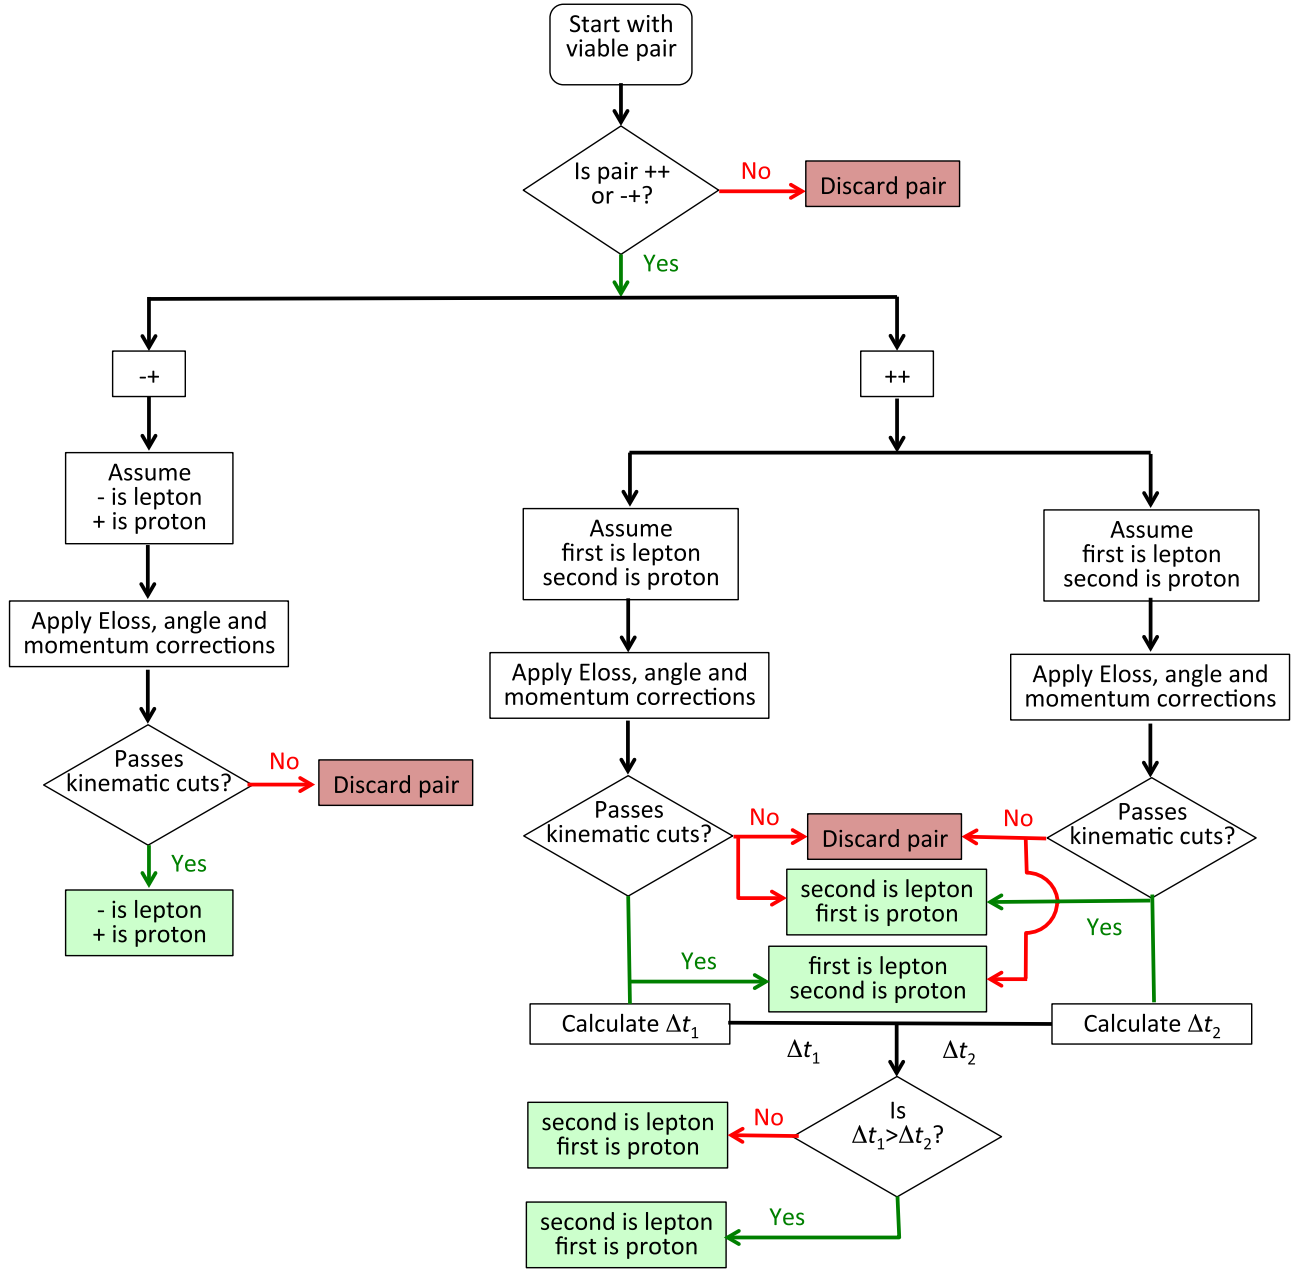 Start with
viable pair
Is pair ++
or -+?
No
Discard pair
Yes
-+
++
Assume
- is lepton
+ is proton
Assume
first is lepton
second is proton
Assume
first is lepton
second is proton
Apply Eloss, angle and
momentum corrections
Apply Eloss, angle and
momentum corrections
Apply Eloss, angle and
momentum corrections
Passes
kinematic cuts?
No
Discard pair
Yes
- is lepton
+ is proton
Passes
kinematic cuts?
No
Discard pair
No
Passes
kinematic cuts?
second is lepton
first is proton
Yes
Yes
first is lepton
second is proton
Calculate Δt₁
Calculate Δt₂
Δt₁
Δt₂
Is
Δt₁>Δt₂?
No
second is lepton
first is proton
Yes
second is lepton
first is proton